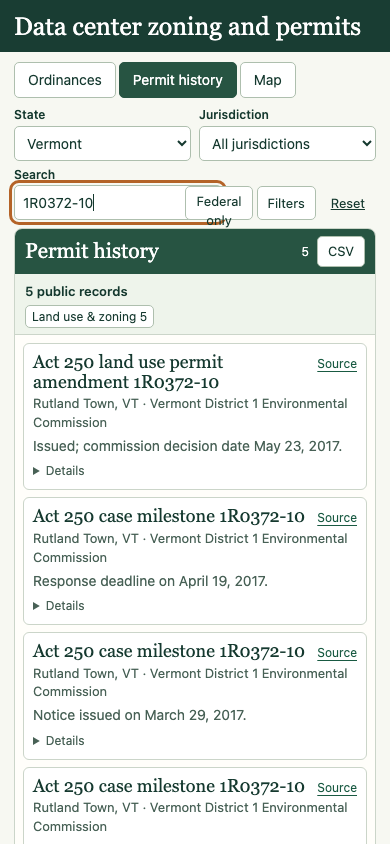 Data center zoning and permits
Ordinances
Permit history
Map
State
Jurisdiction
Vermont
All jurisdictions
Search
1R0372-10
Federal
only
Filters
Reset
Permit history
5
CSV
5 public records
Land use & zoning 5
Act 250 land use permit
amendment 1R0372-10
Source
Rutland Town, VT · Vermont District 1 Environmental
Commission
Issued; commission decision date May 23, 2017.
Details
Act 250 case milestone 1R0372-10
Source
Rutland Town, VT · Vermont District 1 Environmental
Commission
Response deadline on April 19, 2017.
Details
Act 250 case milestone 1R0372-10
Source
Rutland Town, VT · Vermont District 1 Environmental
Commission
Notice issued on March 29, 2017.
Details
Act 250 case milestone 1R0372-10
Source
Rutland Town, VT · Vermont District 1 Environmental
Commission